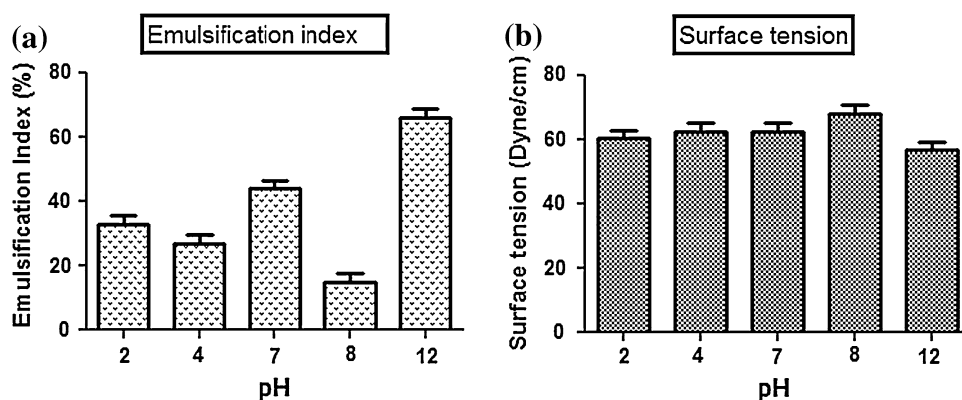 (a)
Emulsification index
Emulsification Index (%)
80
60
40
20
0
2 4 7 8 12
pH
(b)
Surface tension
Surface tension (Dyne/cm)
80
60
40
20
0
2 4 7 8 12
pH